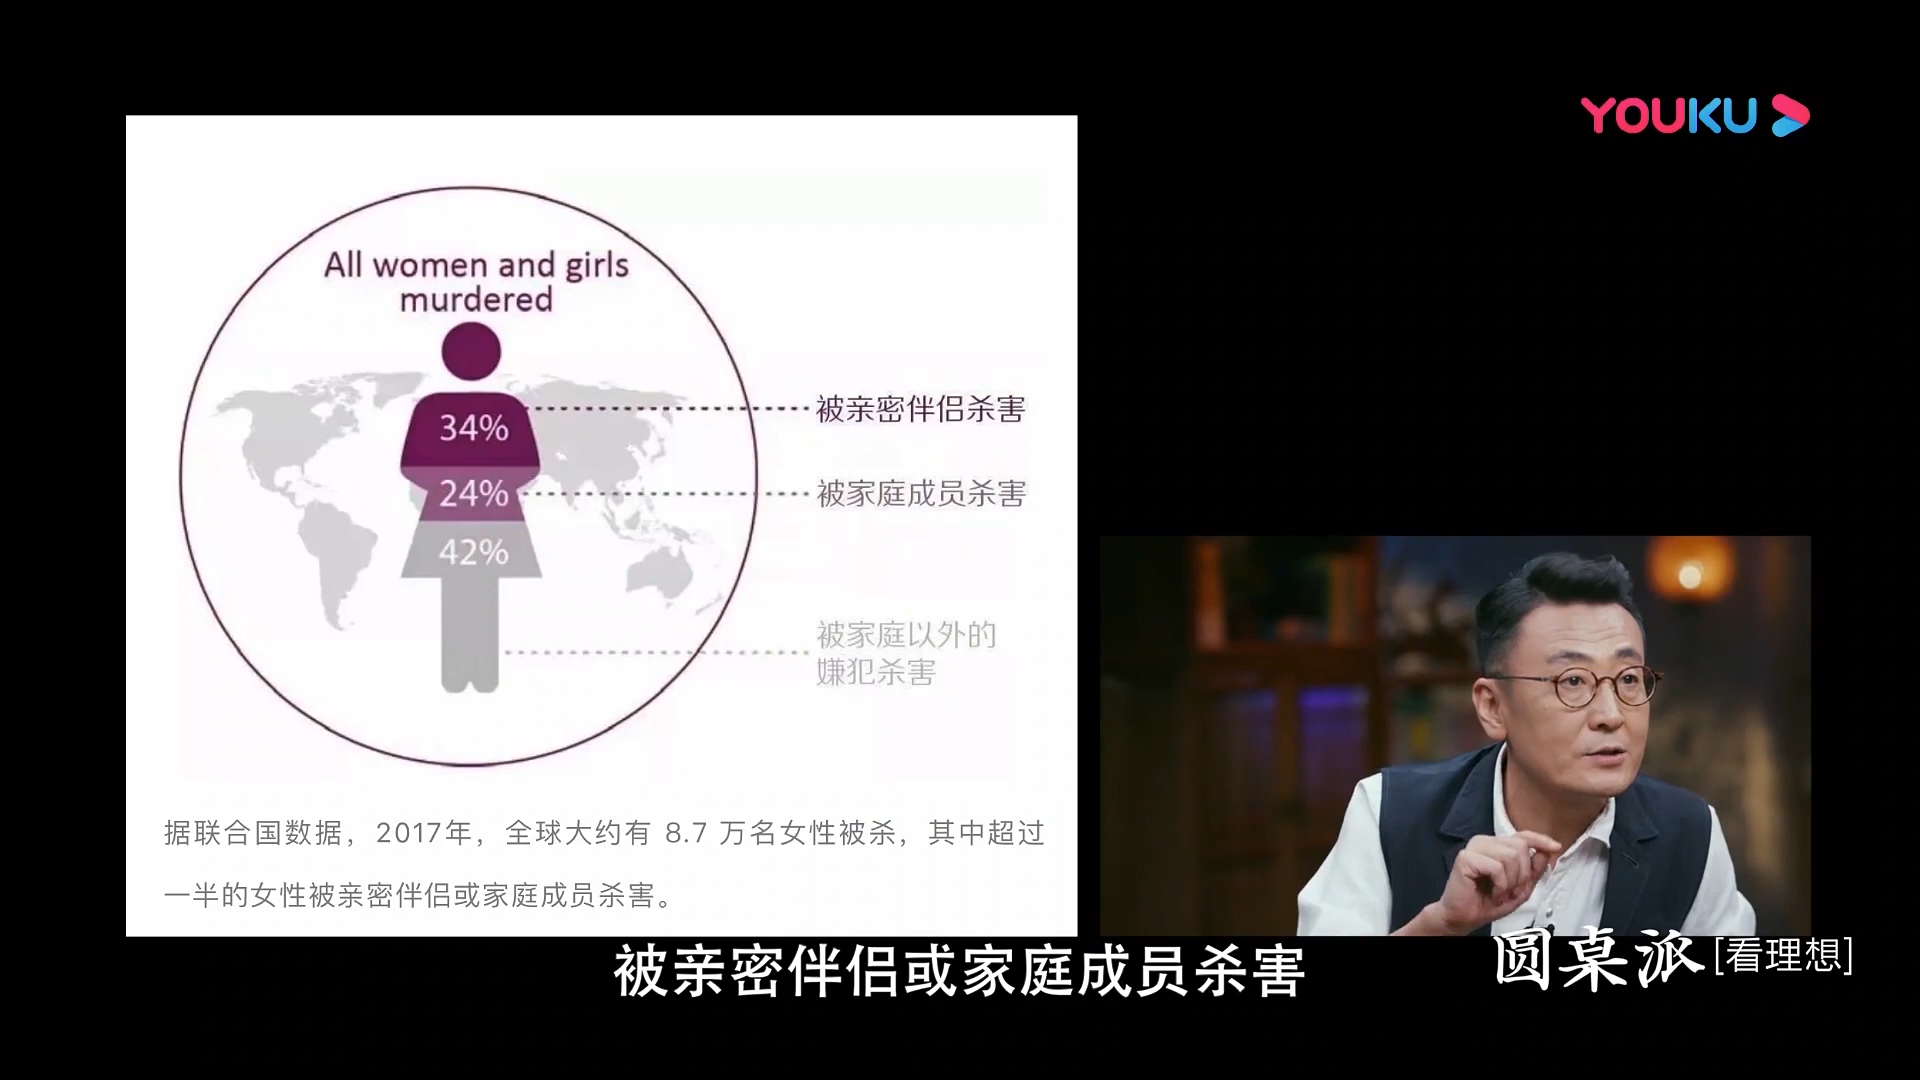 YOUKU
All women and girls
murdered
34%
被亲密伴侣杀害
24%
被家庭成员杀害
42%
被家庭以外的
嫌犯杀害
据联合国数据，2017年，全球大约有 8.7 万名女性被杀，其中超过
一半的女性被亲密伴侣或家庭成员杀害。
被亲密伴侣或家庭成员杀害
圆桌派[看理想]